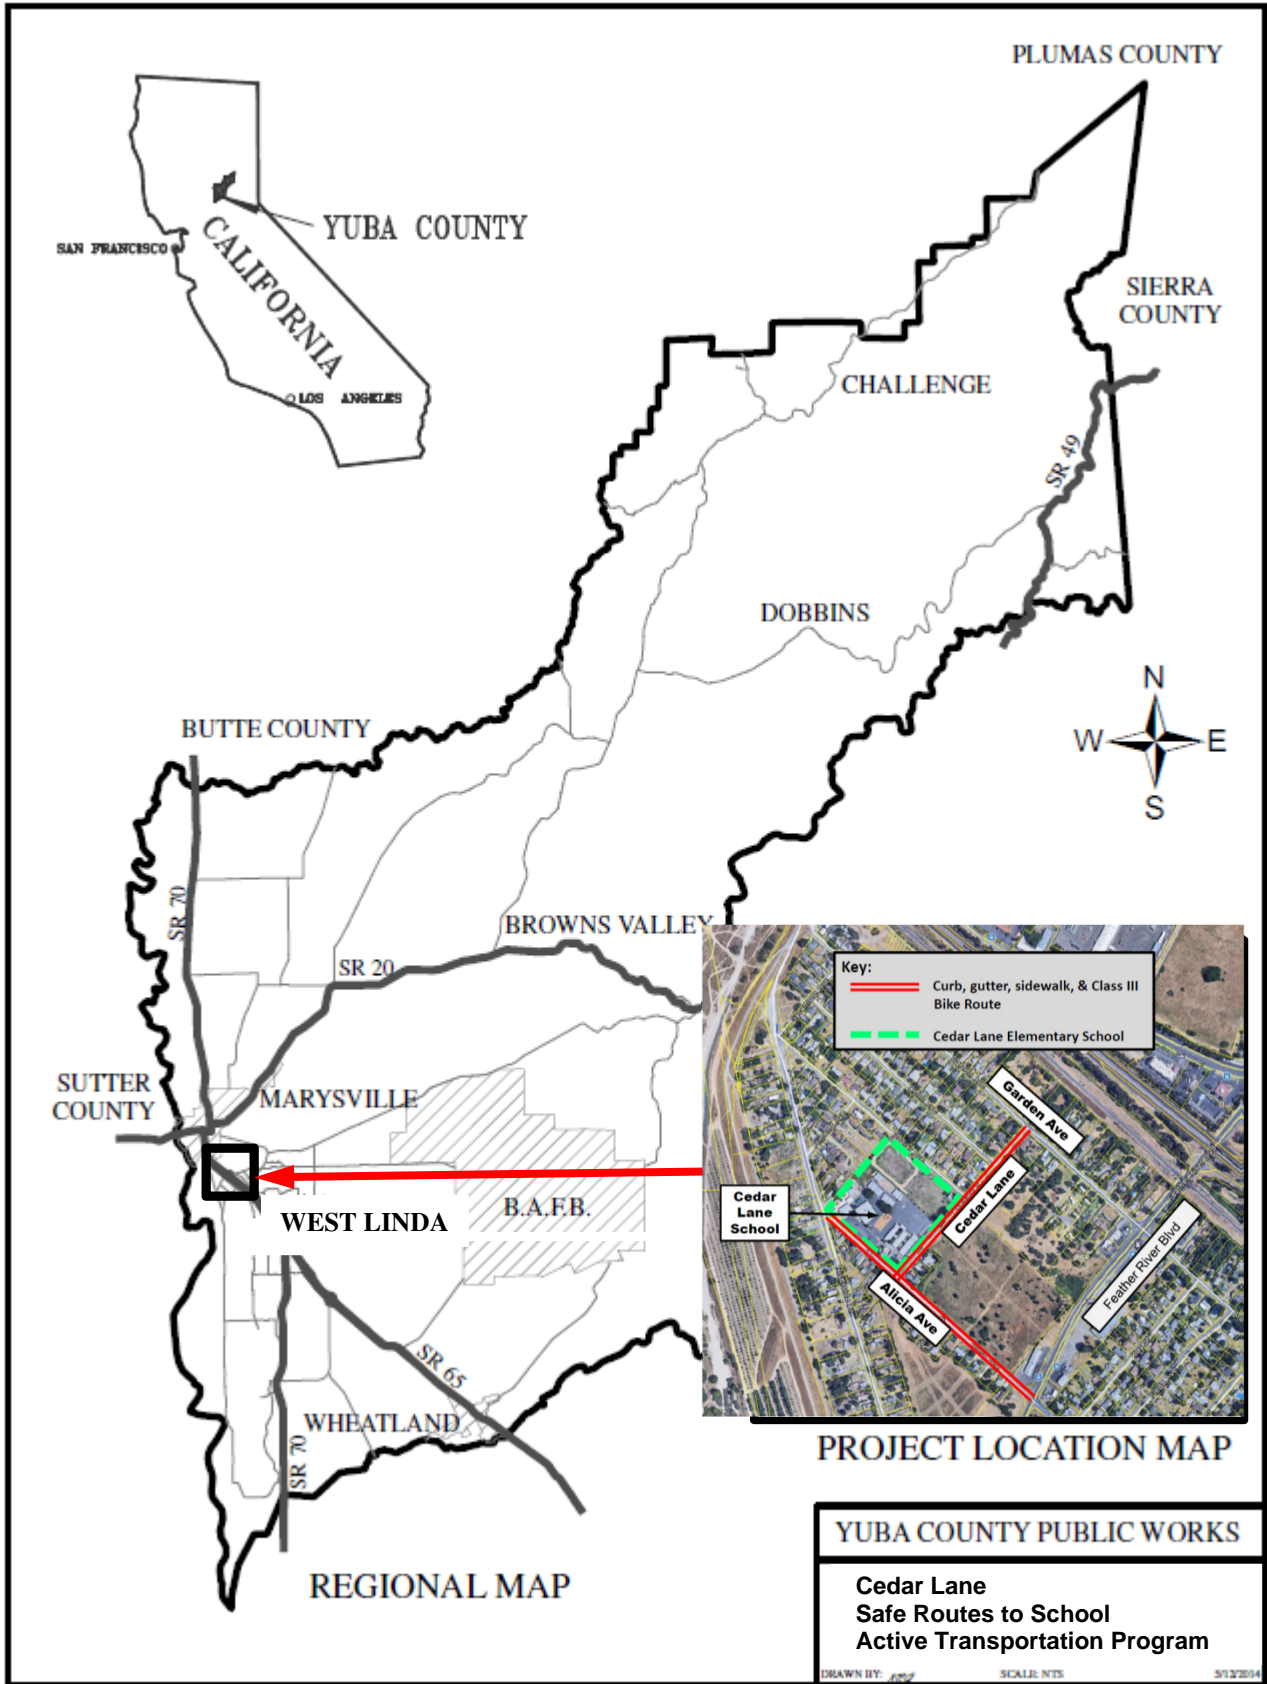 PLUMAS COUNTY
YUBA COUNTY
SAN FRANCISCO
CALIFORNIA
LOS ANGELES
SIERRA
COUNTY
CHALLENGE
SR 49
DOBBINS
N
W
E
S
BUTTE COUNTY
SR 70
BROWNS VALLEY
SR 20
SUTTER
COUNTY
MARYSVILLE
B.A.F.B.
WEST LINDA
SR 65
WHEATLAND
SR 70
Key:
Curb, gutter, sidewalk, & Class III
Bike Route
Cedar Lane Elementary School
Garden Ave
Cedar
Lane
School
Cedar Lane
Alicia Ave
Feather River Blvd
PROJECT LOCATION MAP
REGIONAL MAP
YUBA COUNTY PUBLIC WORKS
Cedar Lane
Safe Routes to School
Active Transportation Program
DRAWN BY:
SCALE: NTS
5/12/2014